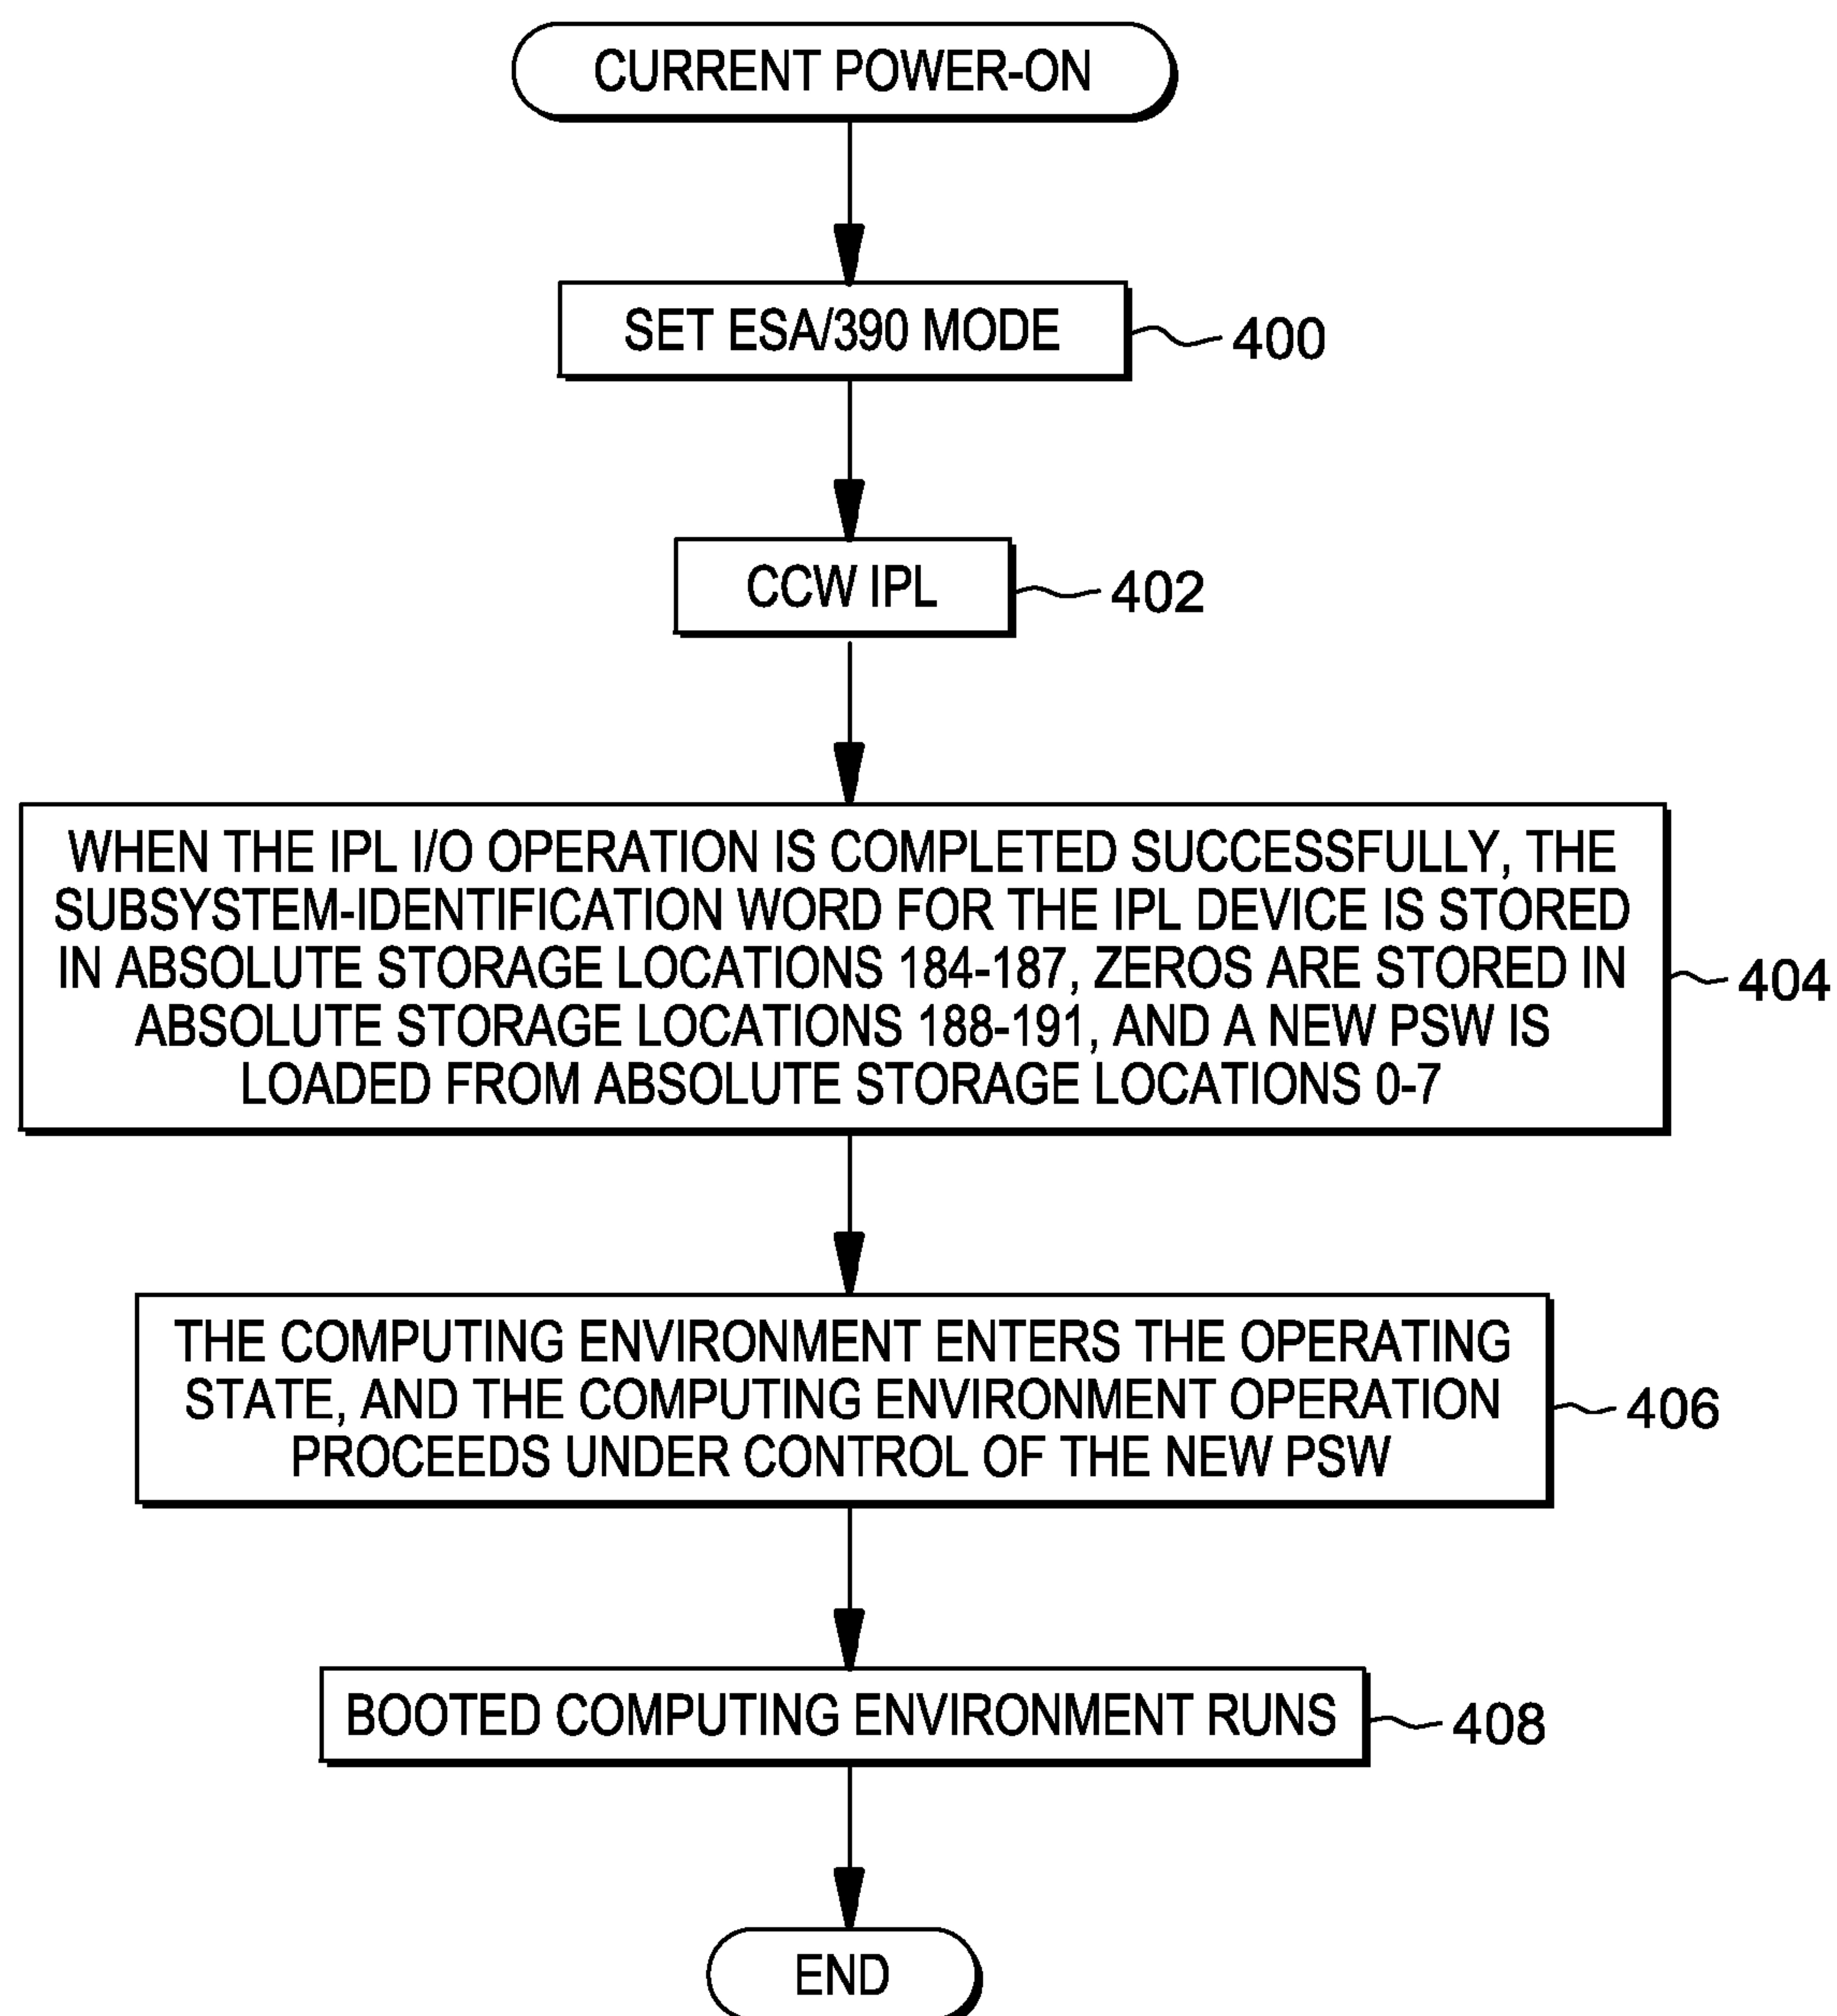 CURRENT POWER-ON
SET ESA/390 MODE
400
CCW IPL
402
WHEN THE IPL I/O OPERATION IS COMPLETED SUCCESSFULLY, THE
SUBSYSTEM-IDENTIFICATION WORD FOR THE IPL DEVICE IS STORED
IN ABSOLUTE STORAGE LOCATIONS 184-187, ZEROS ARE STORED IN
ABSOLUTE STORAGE LOCATIONS 188-191, AND A NEW PSW IS
LOADED FROM ABSOLUTE STORAGE LOCATIONS 0-7
404
THE COMPUTING ENVIRONMENT ENTERS THE OPERATING
STATE, AND THE COMPUTING ENVIRONMENT OPERATION
PROCEEDS UNDER CONTROL OF THE NEW PSW
406
BOOTED COMPUTING ENVIRONMENT RUNS
408
END